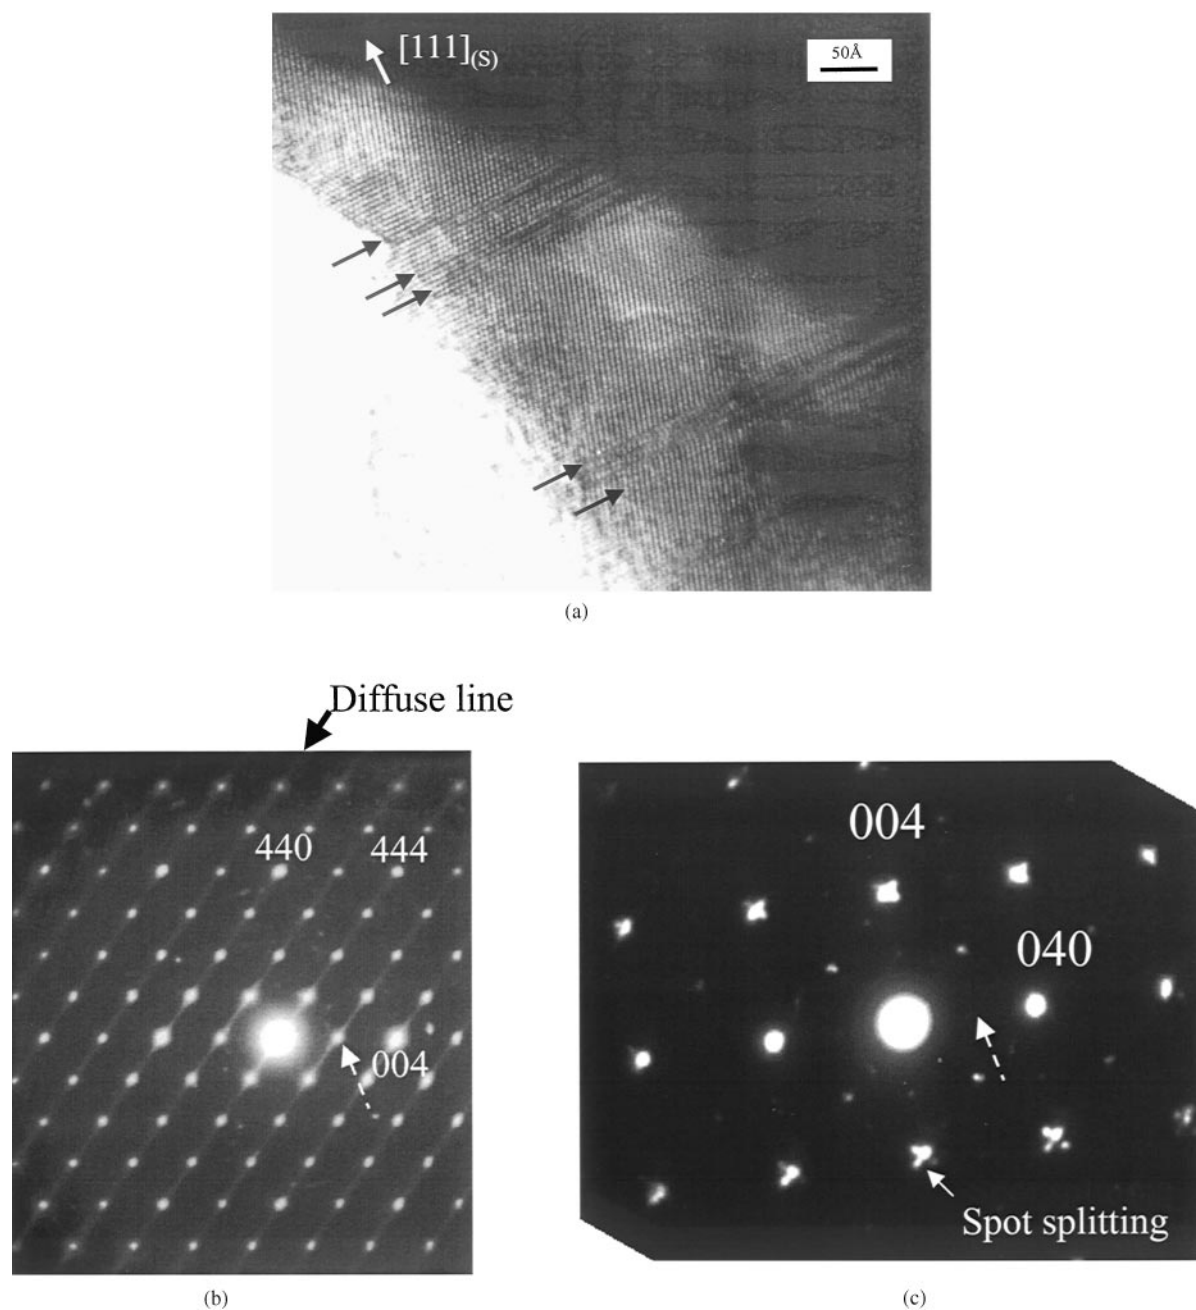 [111](S)
50Å
(a)
Diffuse line
440
444
004
(b)
004
040
Spot splitting
(c)